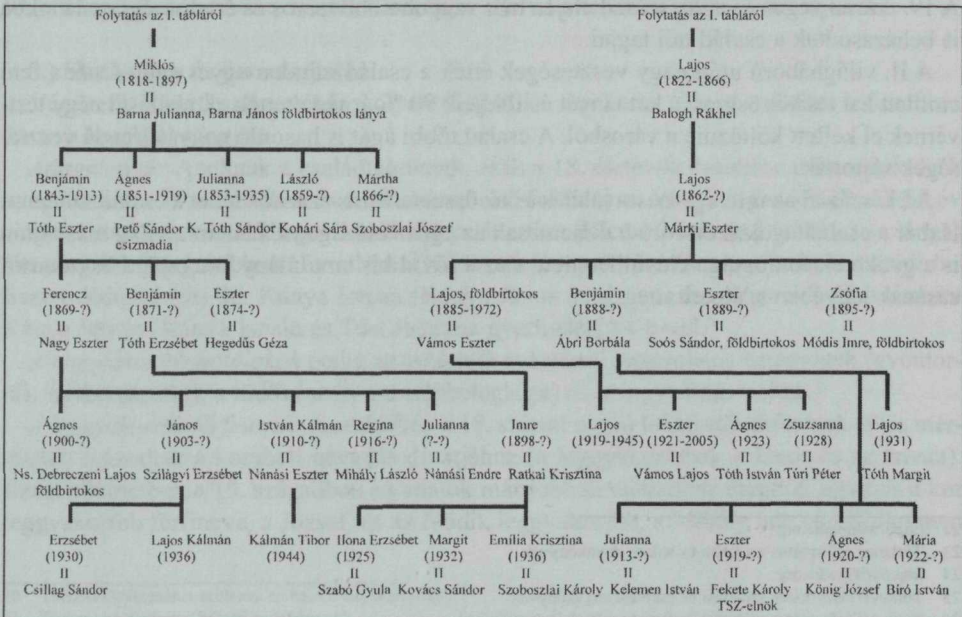 Folytatás az I. tábláról Folytatás az I. tábláról
Miklós Lajos
(1818-1897) (1822-1866)
II II
Barna Julianna, Barna János földbirtokos lánya Balogh Rákhel
Benjámin Ágnes Julianna László Mártha Lajos
(1843-1913) (1851-1919) (1853-1935) (1859-?) (1866-?) (1862-?)
II II II II II II
Tóth Eszter Pető Sándor K. Tóth Sándor Kohári Sára Szoboszlai József Márki Eszter
csizmadia
Ferencz Benjámin Eszter Lajos, földbirtokos Benjámin Eszter Zsófia
(1869-?) (1871-?) (1874-?) (1885-1972) (1888-?) (1889-?) (1895-?)
II II II II II II II
Nagy Eszter Tóth Erzsébet Hegedűs Géza Vámos Eszter Ábri Borbála Soós Sándor, földbirtokos Módis Imre, földbirtokos
Ágnes János István Kálmán Regina Julianna Imre Lajos Eszter Ágnes Zsuzsanna Lajos
(1900-?) (1903-?) (1910-?) (1916-?) (?-?) (1898-?) (1919-1945) (1921-2005) (1923) (1928) (1931)
II II II II II II II II II II
Ns. Debreczeni Lajos Szilágyi Erzsébet Nánási Eszter Mihály László Nánási Endre Ratkai Krisztina Vámos Lajos Tóth István Túri Péter Tóth Margit
földbirtokos
Erzsébet Lajos Kálmán Kálmán Tibor Ilona Erzsébet Margit Emília Krisztina Julianna Eszter Ágnes Mária
(1930) (1936) (1944) (1925) (1932) (1936) (1913-?) (1919-?) (1920-?) (1922-?)
II II II II II II II II
Csillag Sándor Szabó Gyula Kovács Sándor Szoboszlai Károly Kelemen István Fekete Károly König József Bíró István
TSZ-elnök